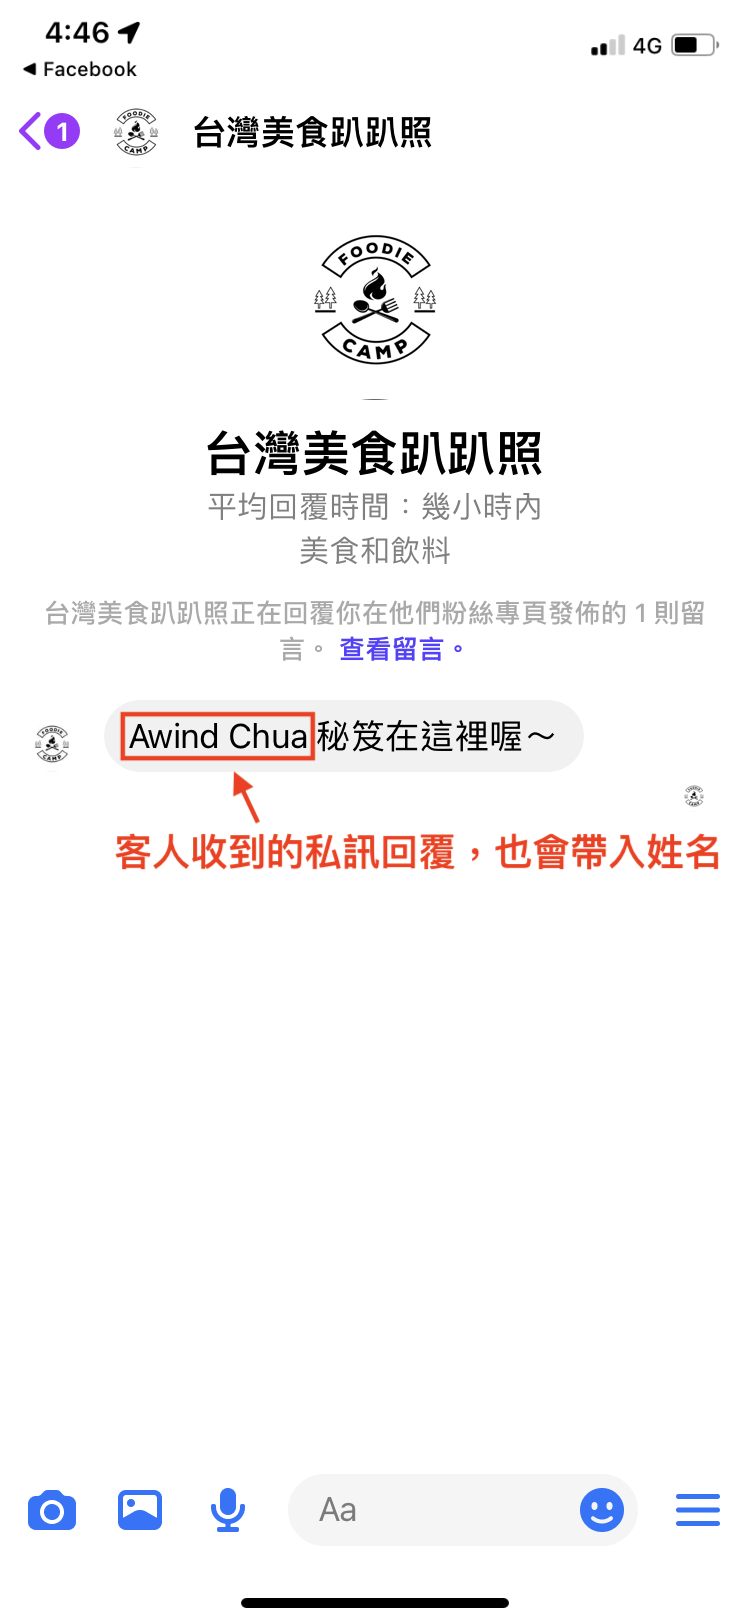 4:46
4G
Facebook
1
FOODIE
CAMP
台灣美食趴趴照
FOODIE
CAMP
台灣美食趴趴照
平均回覆時間：幾小時內
美食和飲料
台灣美食趴趴照正在回覆你在他們粉絲專頁發佈的 1 則留
言。 查看留言。
Awind Chua 秘笈在這裡喔～
客人收到的私訊回覆，也會帶入姓名
Aa